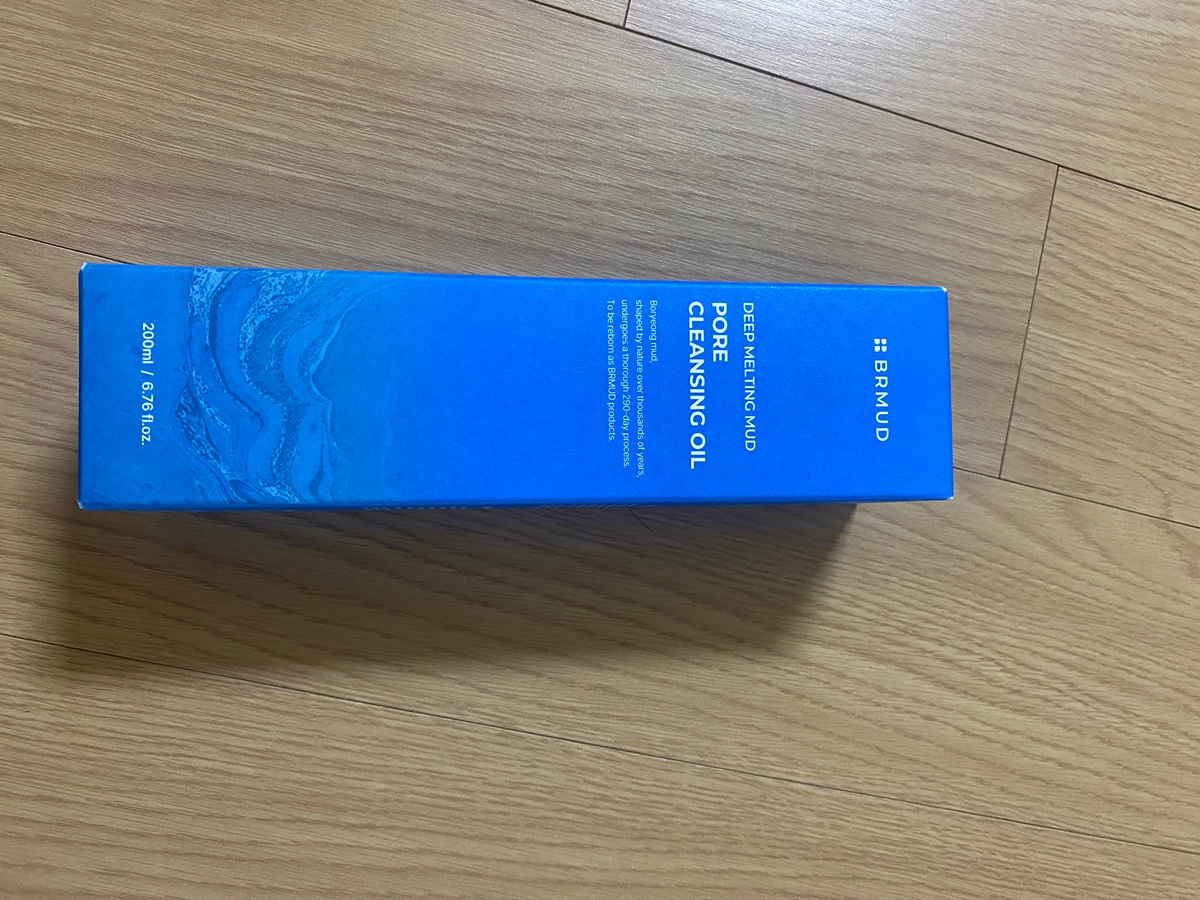 BRMUD
DEEP MELTING MUD
PORE
CLEANSING OIL
Boryeong mud,
shaped by nature over thousands of years,
undergoes a thorough 290-day process.
To be reborn as BRMUD products.
200ml / 6.76 fl.oz.